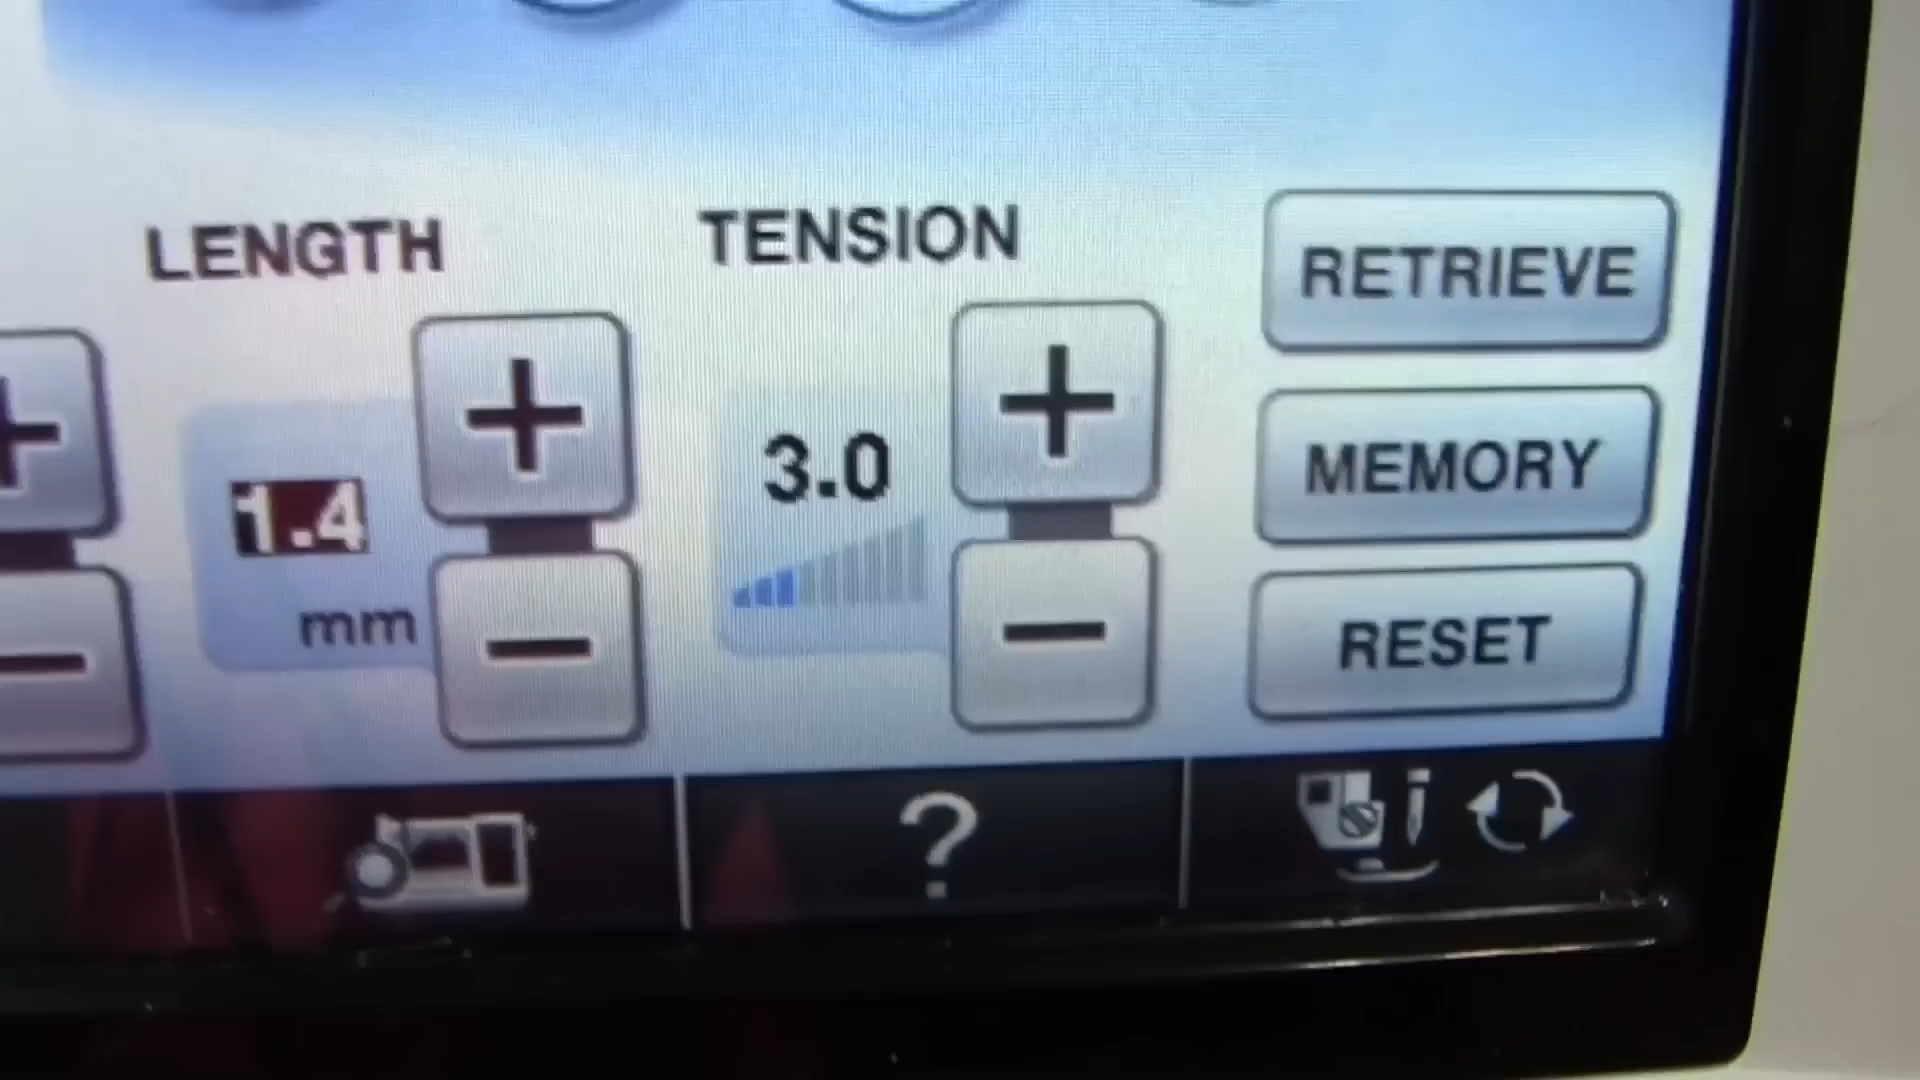 LENGTH
TENSION
RETRIEVE
+
+
+
1.4
3.0
MEMORY
mm
-
-
-
RESET
?